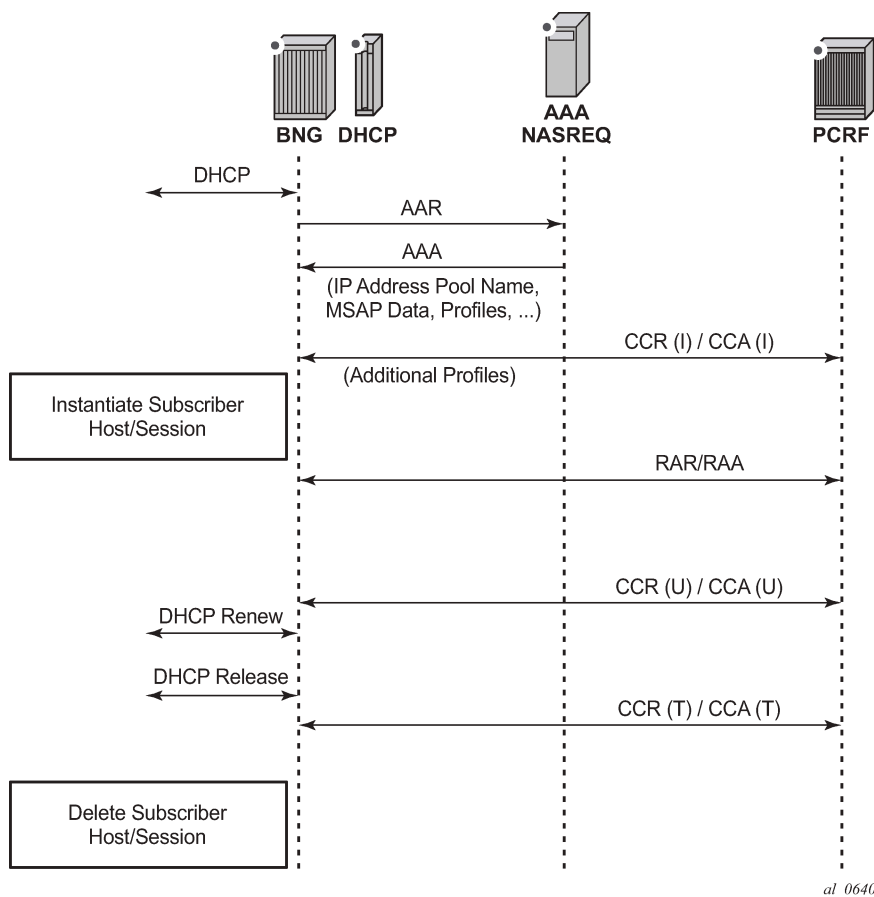 AAA
BNG DHCP NASREQ PCRF
DHCP
AAR
AAA
(IP Address Pool Name,
MSAP Data, Profiles, ...)
CCR (I) / CCA (I)
(Additional Profiles)
Instantiate Subscriber
Host/Session
RAR/RAA
CCR (U) / CCA (U)
DHCP Renew
DHCP Release
CCR (T) / CCA (T)
Delete Subscriber
Host/Session
al_0640